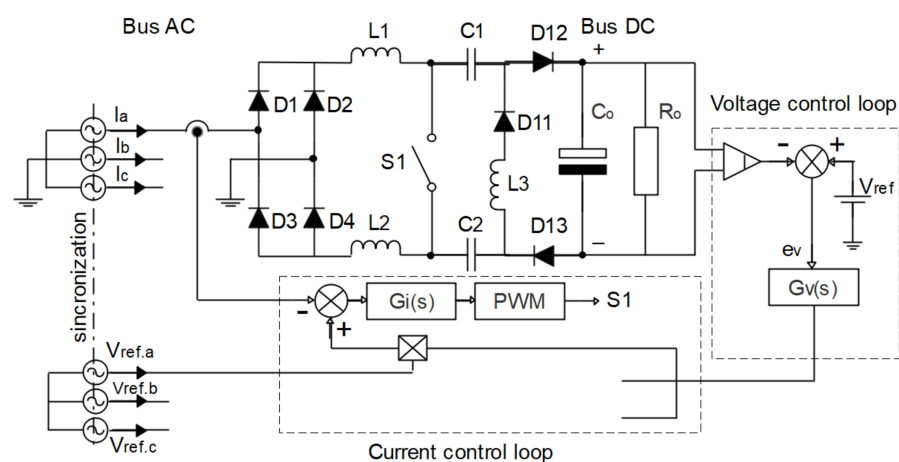 Bus AC
L1
C1
D12
Bus DC
+
D1
D2
Ia
Ib
Ic
S1
D11
Co
Ro
L3
Voltage control loop
-
+
Vref
D3
D4
L2
C2
D13
–
ev
Gv(s)
sincronization
-
Gi(s)
PWM
S1
+
Vref.a
Vref.b
Vref.c
Current control loop